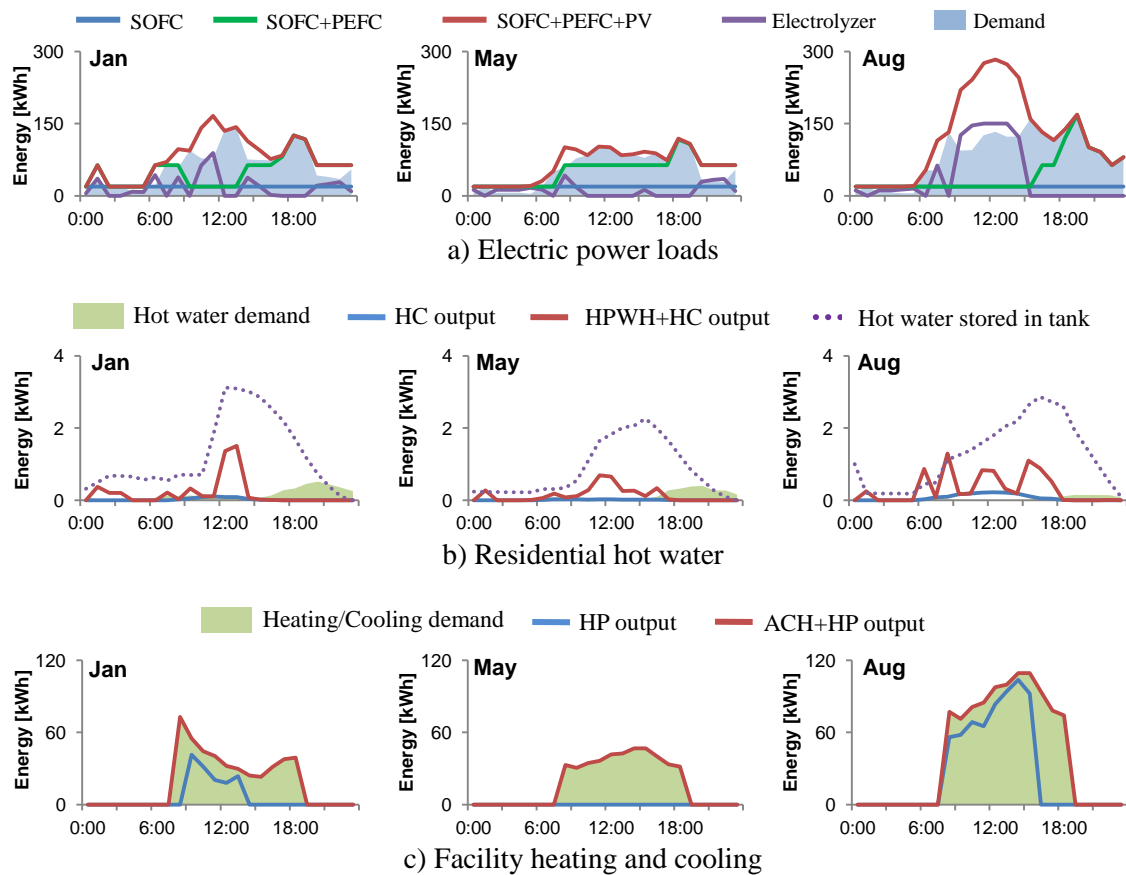 SOFC SOFC+PEFC SOFC+PEFC+PV Electrolyzer Demand
Jan May Aug
Energy [kWh] Energy [kWh] Energy [kWh]
300 300 300
150 150 150
0 0 0
0:00 6:00 12:00 18:00 0:00 6:00 12:00 18:00 0:00 6:00 12:00 18:00
a) Electric power loads
Hot water demand HC output HPWH+HC output Hot water stored in tank
Jan May Aug
Energy [kWh] Energy [kWh] Energy [kWh]
4 4 4
2 2 2
0 0 0
0:00 6:00 12:00 18:00 0:00 6:00 12:00 18:00 0:00 6:00 12:00 18:00
b) Residential hot water
Heating/Cooling demand HP output ACH+HP output
Jan May Aug
Energy [kWh] Energy [kWh] Energy [kWh]
120 120 120
60 60 60
0 0 0
0:00 6:00 12:00 18:00 0:00 6:00 12:00 18:00 0:00 6:00 12:00 18:00
c) Facility heating and cooling